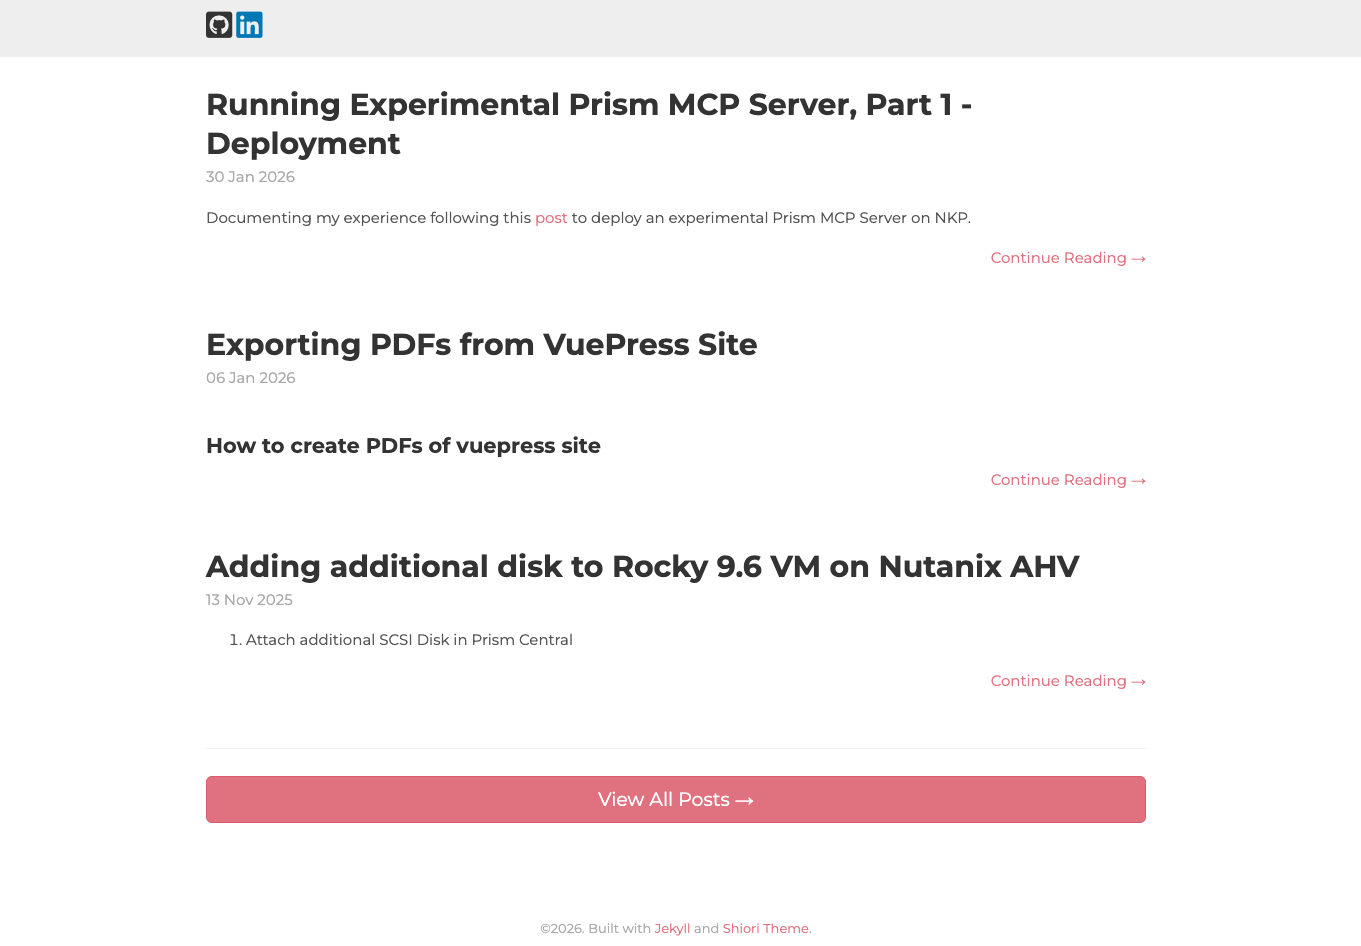 in
Running Experimental Prism MCP Server, Part 1 -
Deployment
30 Jan 2026
Documenting my experience following this post to deploy an experimental Prism MCP Server on NKP.
Continue Reading →
Exporting PDFs from VuePress Site
06 Jan 2026
How to create PDFs of vuepress site
Continue Reading →
Adding additional disk to Rocky 9.6 VM on Nutanix AHV
13 Nov 2025
1. Attach additional SCSI Disk in Prism Central
Continue Reading →
View All Posts →
©2026. Built with Jekyll and Shiori Theme.